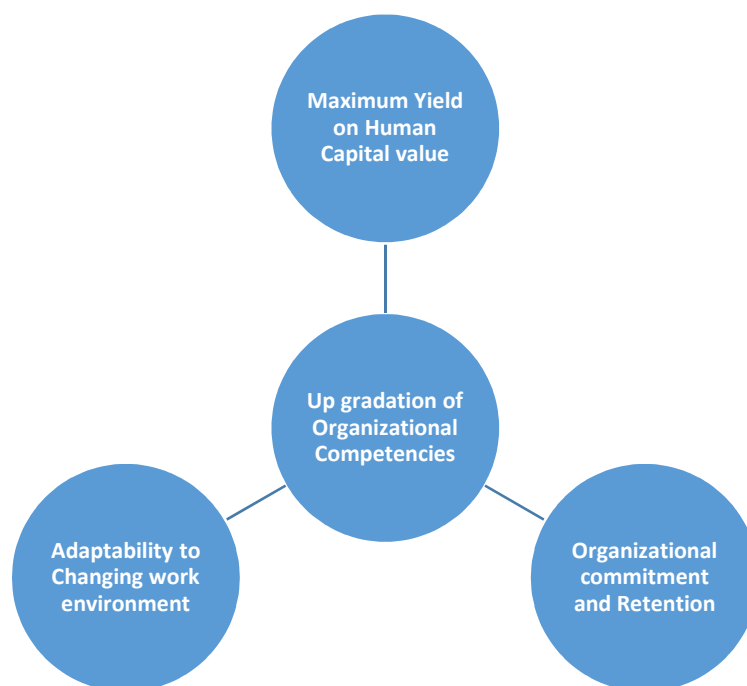 Maximum Yield
on Human
Capital value
Up gradation of
Organizational
Competencies
Adaptability to
Changing work
environment
Organizational
commitment
and Retention